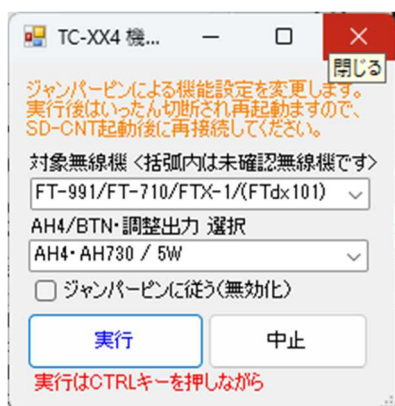 TC-XX4 機...
閉じる
ジャンパーピンによる機能設定を変更します。
実行後はいったん切断され再起動ますので、
SD-CNT起動後に再接続してください。
対象無線機 <括弧内は未確認無線機です>
FT-991/FT-710/FTX-1/(FTdx101)
AH4/BTN・調整出力 選択
AH4・AH730 / 5W
ジャンパーピンに従う(無効化)
実行
中止
実行はCTRLキーを押しながら